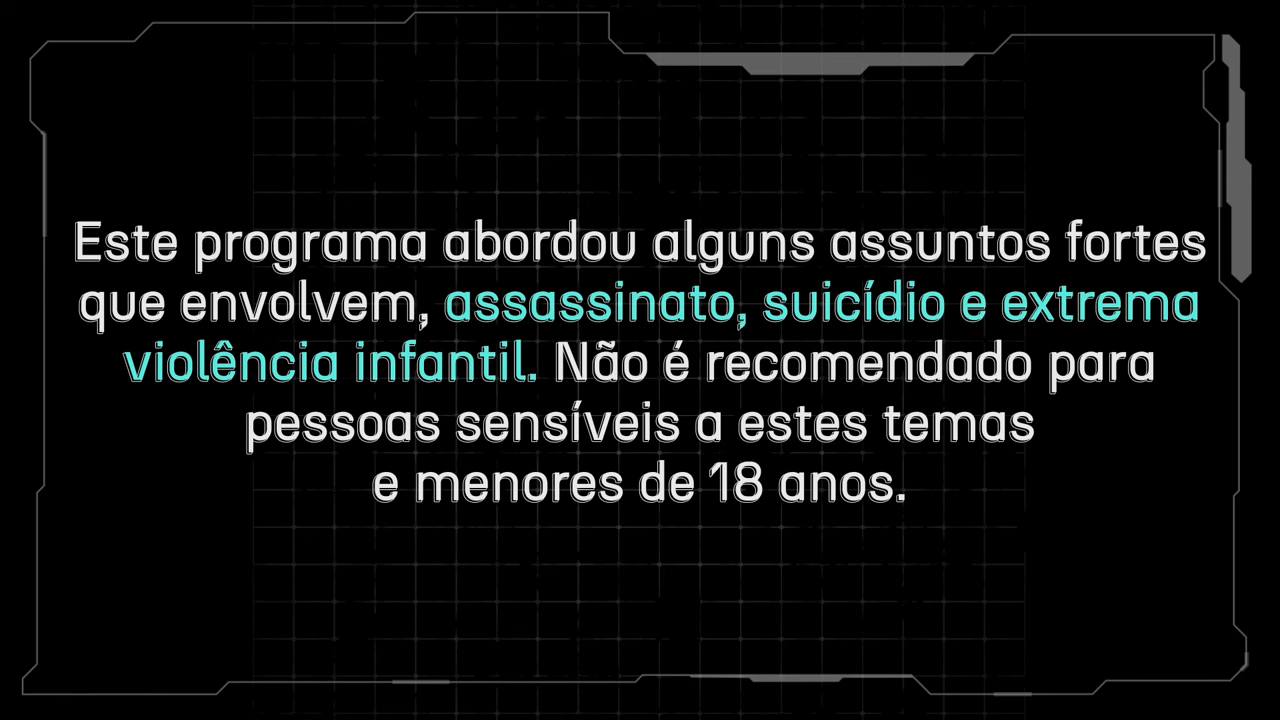 Este programa abordou alguns assuntos fortes
que envolvem, assassinato, suicídio e extrema
violência infantil. Não é recomendado para
pessoas sensíveis a estes temas
e menores de 18 anos.